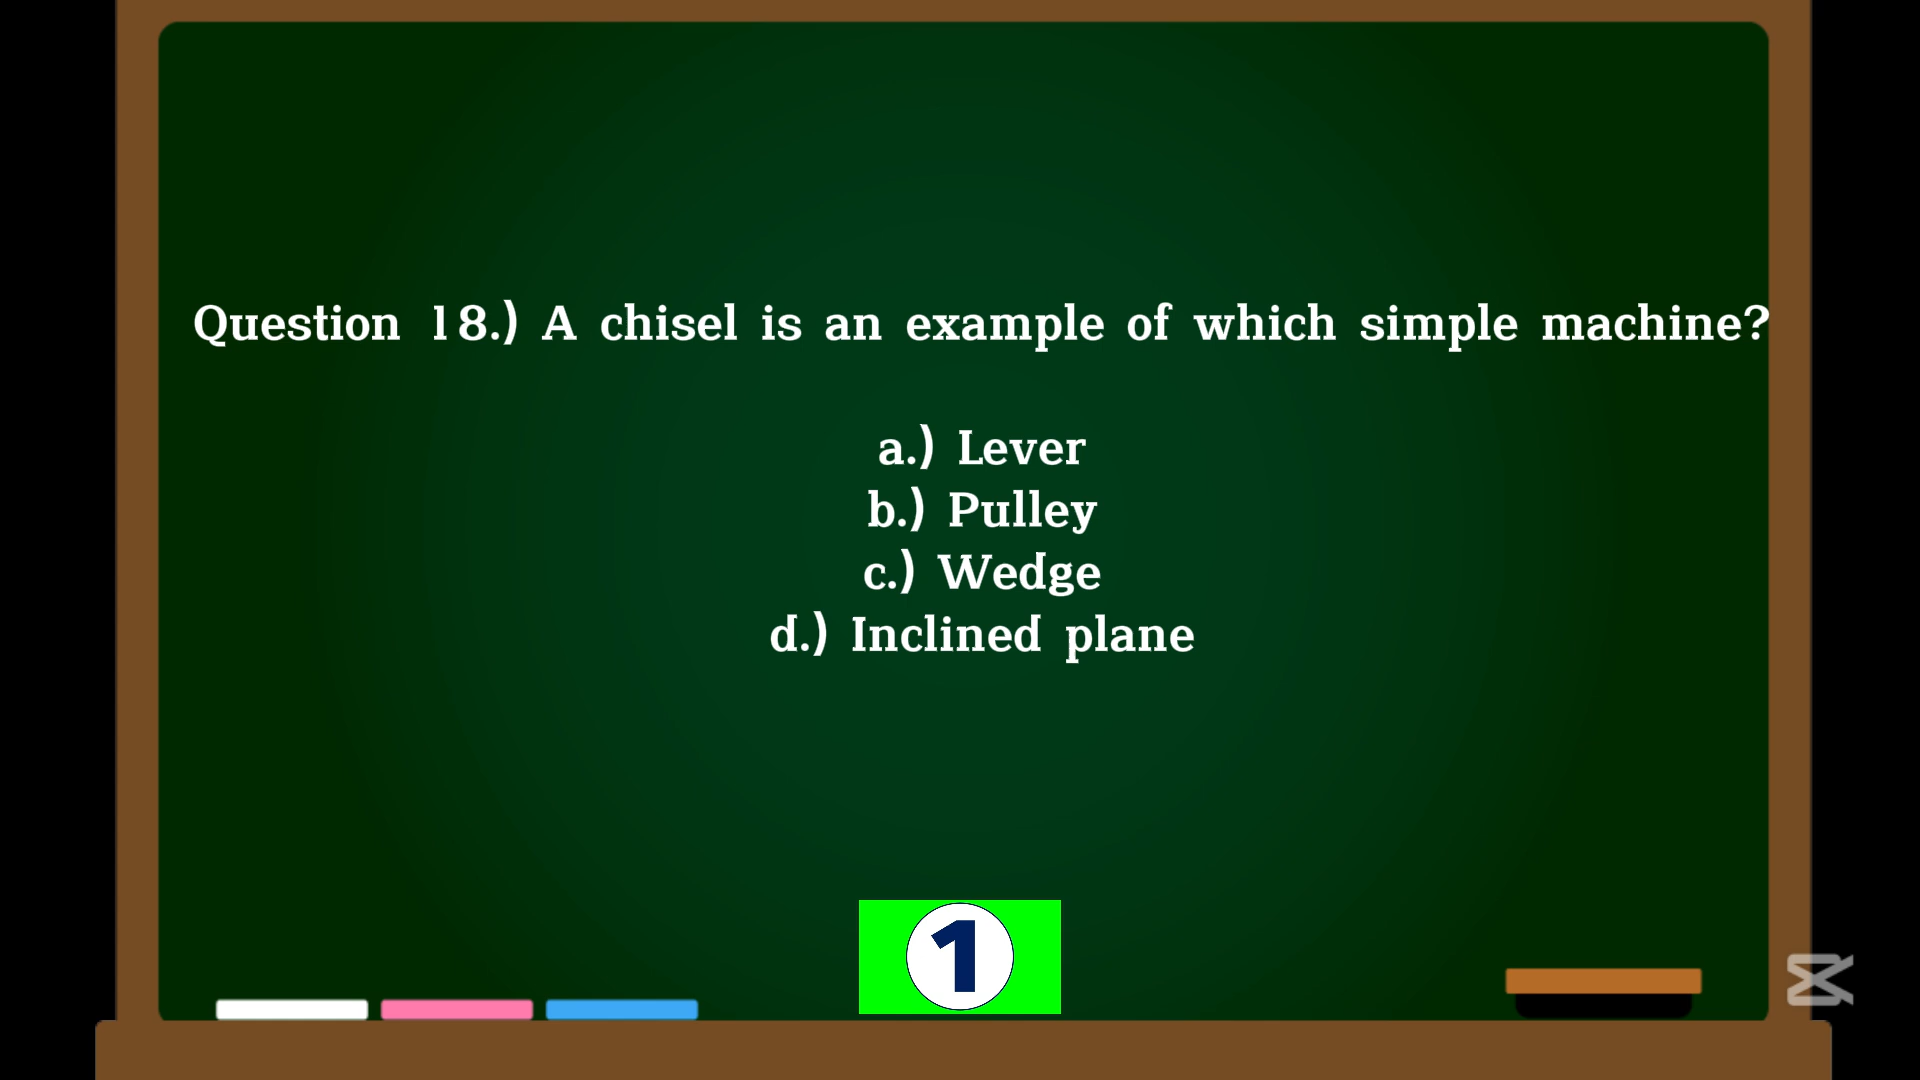 Question 18.) A chisel is an example of which simple machine?
a.) Lever
b.) Pulley
c.) Wedge
d.) Inclined plane
1